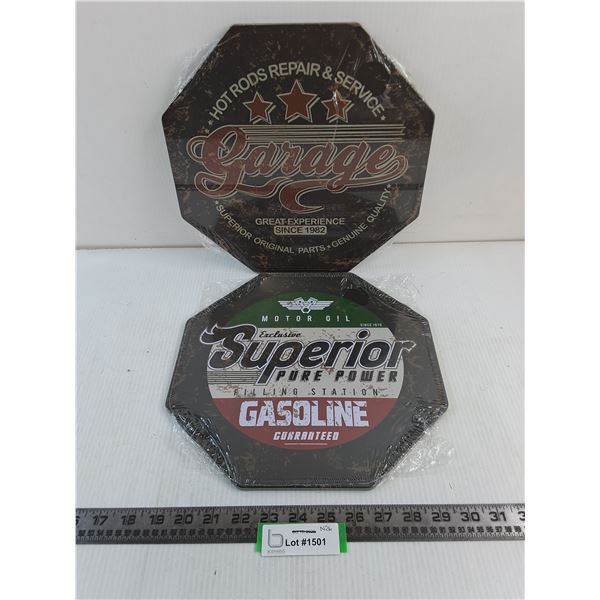 HOT RODS REPAIR & SERVICE
Garage
GREAT EXPERIENCE
SINCE 1982
SUPERIOR ORIGINAL PARTS ★ GENUINE QUALITY
MOTOR O!L
SINCE 1975
Exclusive
Superior
PURE POWER
FILLING STATION
GASOLINE
GUARANTEED
17 18 19 20 21 22 23 24 25 26 27 28 29 30 31
Lot #1501